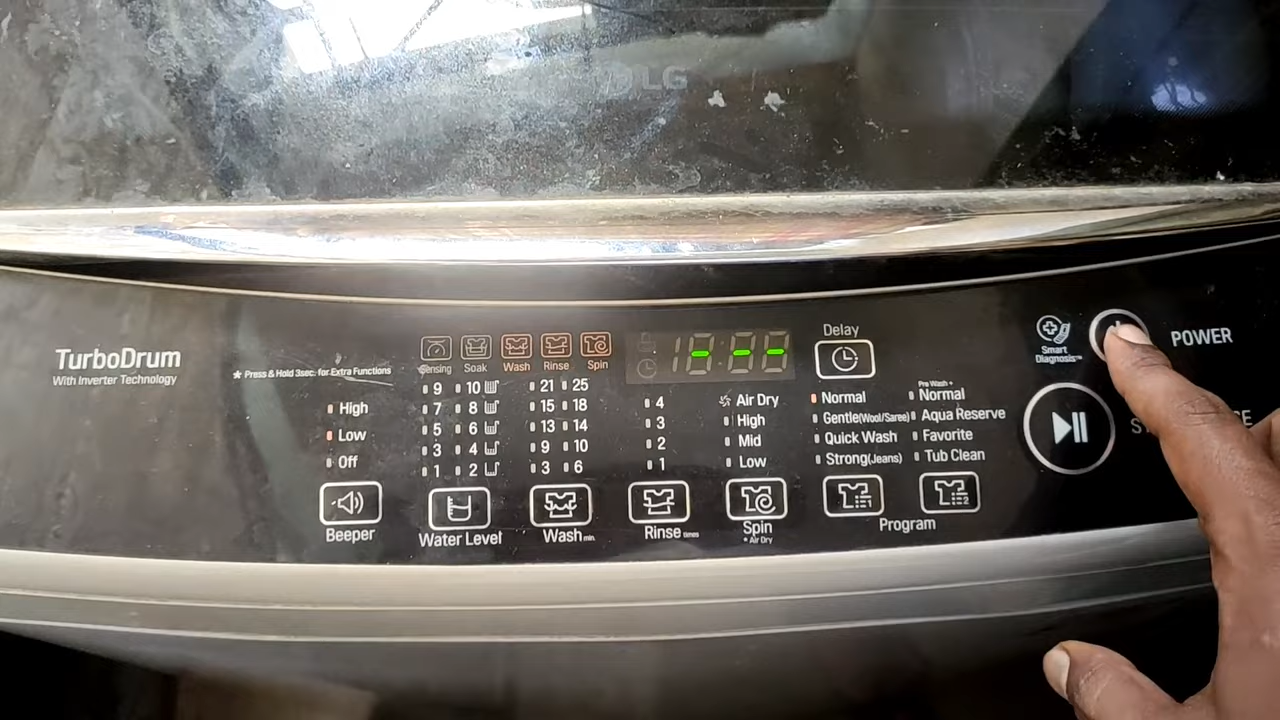 LG
TurboDrum
With Inverter Technology
* Press & Hold 3sec. for Extra Functions
High
Low
Off
Beeper
Sensing
Soak
Wash
Rinse
Spin
9 10
7 8
5 6
3 4
1 2
Water Level
21 25
15 18
13 14
9 10
3 6
Wash min.
4
3
2
1
Rinse times
Air Dry
High
Mid
Low
Spin
* Air Dry
- - -
Delay
Normal
Gentle(Wool/Saree)
Quick Wash
Strong(Jeans)
Pre Wash +
Normal
Aqua Reserve
Favorite
Tub Clean
1
2
Program
Smart
Diagnosis™
POWER